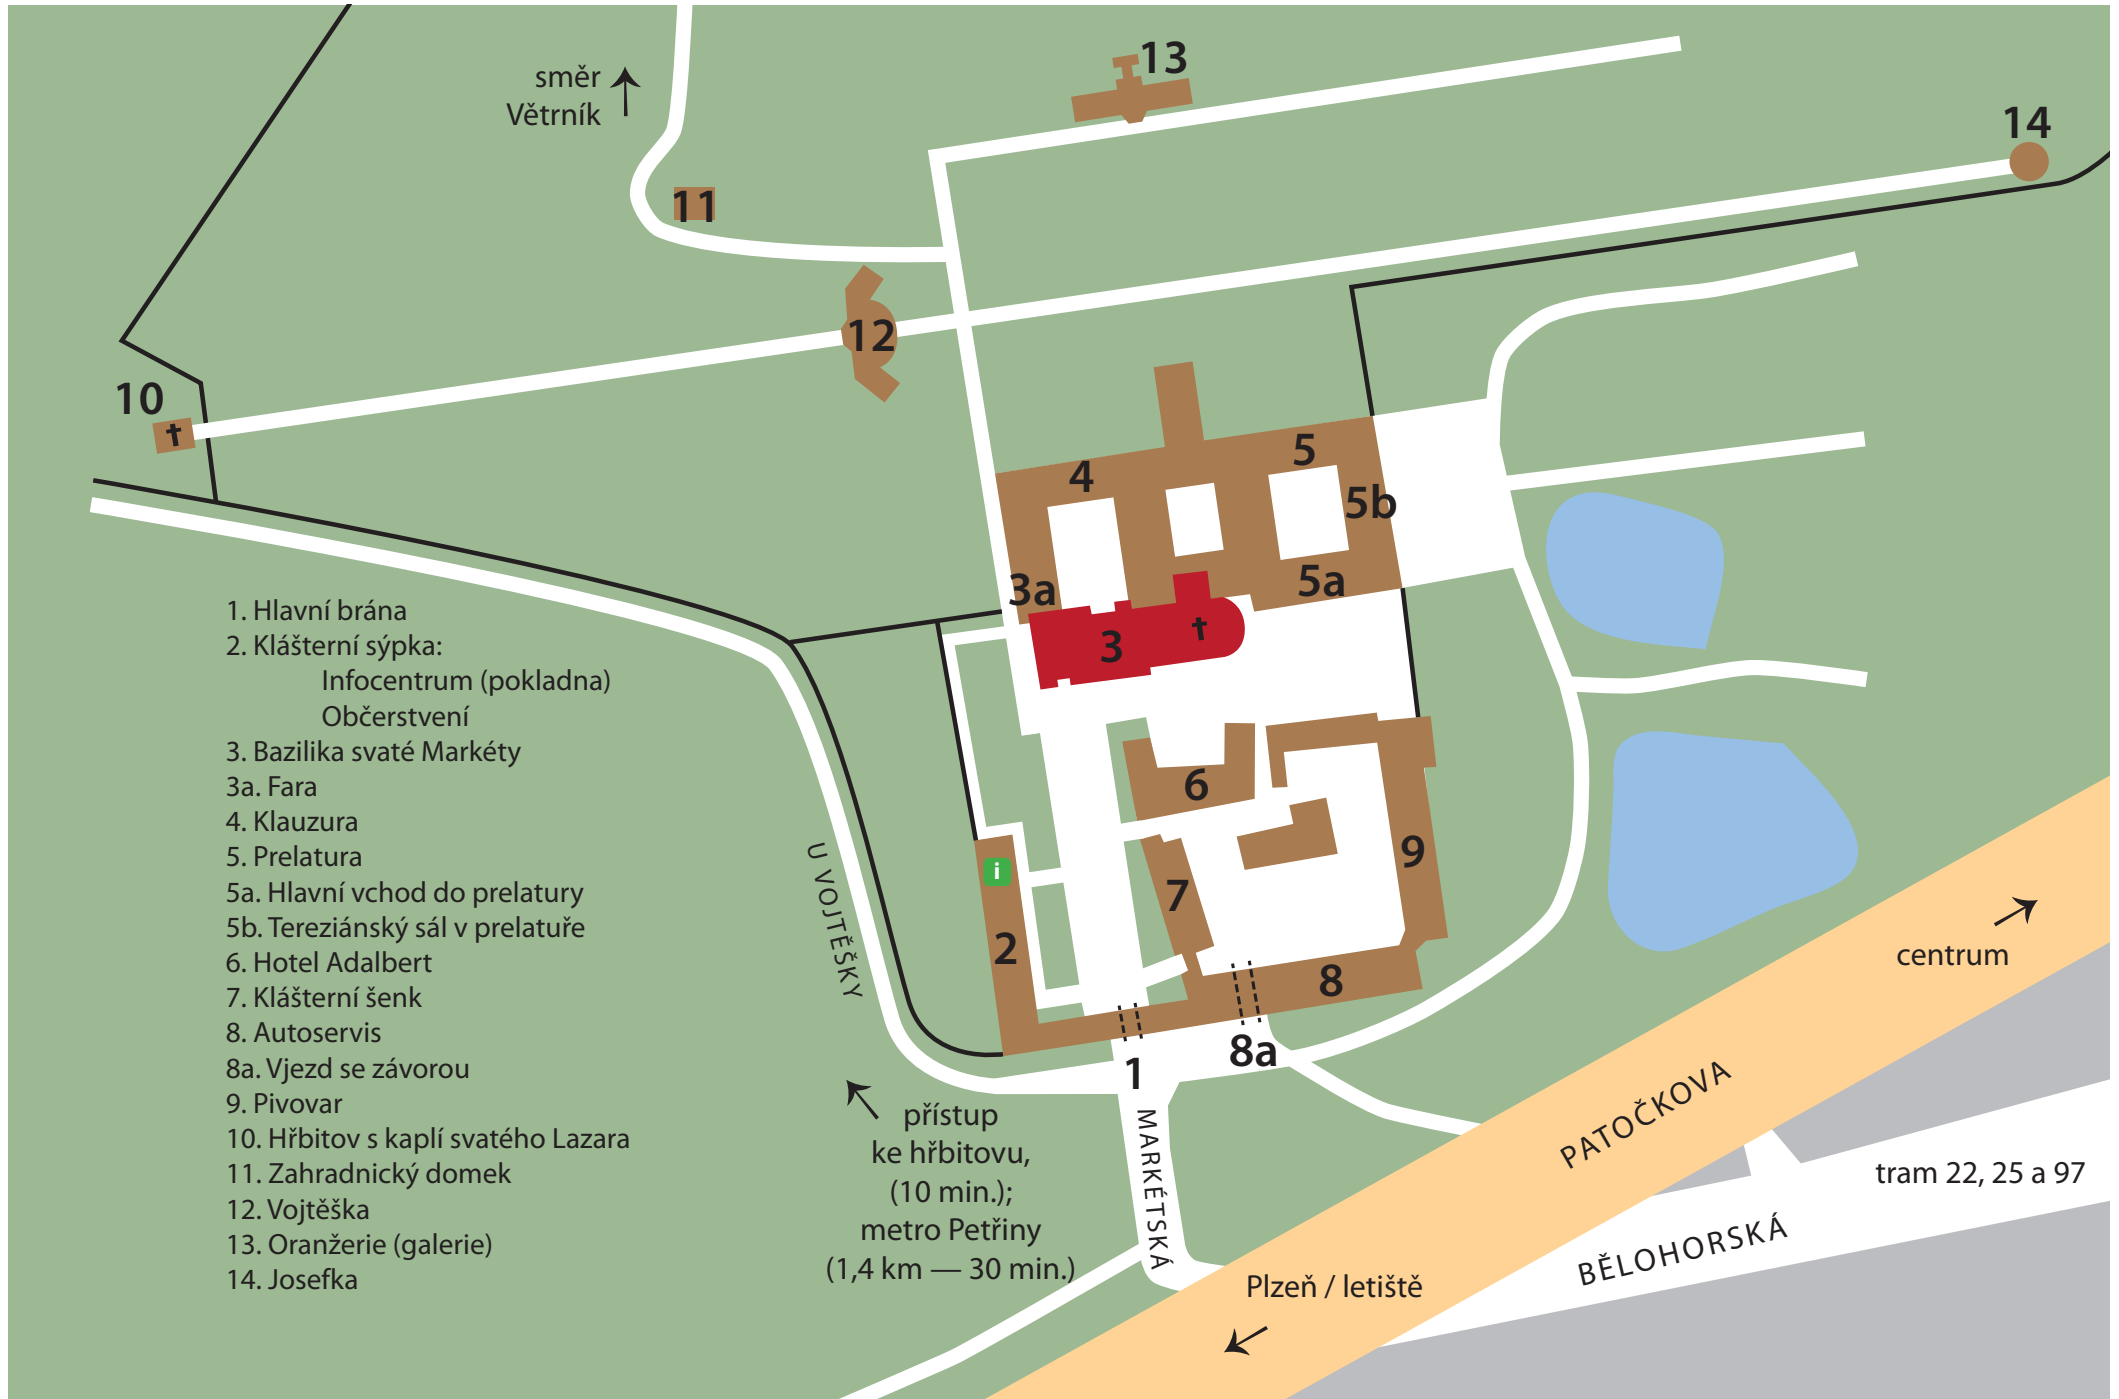 13
směr
Větrník
14
11
12
10
5
4
5b
5a
3a
3
1. Hlavní brána
2. Klášterní sýpka:
Infocentrum (pokladna)
Občerstvení
3. Bazilika svaté Markéty
3a. Fara
4. Klauzura
5. Prelatura
5a. Hlavní vchod do prelatury
5b. Tereziánský sál v prelatuře
6. Hotel Adalbert
7. Klášterní šenk
8. Autoservis
8a. Vjezd se závorou
9. Pivovar
10. Hřbitov s kaplí svatého Lazara
11. Zahradnický domek
12. Vojtěška
13. Oranžerie (galerie)
14. Josefka
6
9
i
7
2
8
U VOJTĚŠKY
centrum
8a
1
MARKÉTSKÁ
přístup
ke hřbitovu,
(10 min.);
metro Petřiny
(1,4 km — 30 min.)
PATOČKOVA
tram 22, 25 a 97
BĚLOHORSKÁ
Plzeň / letiště